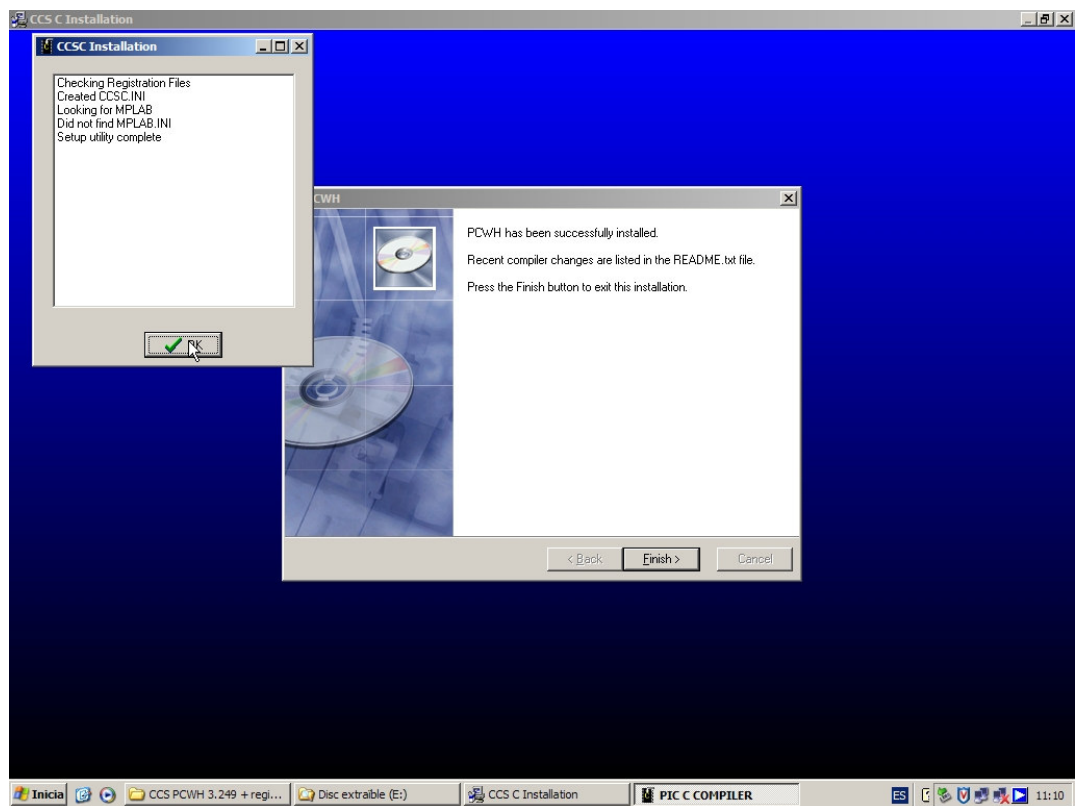 CCS C Installation
CCSC Installation
Checking Registration Files
Created CCSC.INI
Looking for MPLAB
Did not find MPLAB.INI
Setup utility complete
OK
CWH
PCWH has been successfully installed.
Recent compiler changes are listed in the README.txt file.
Press the Finish button to exit this installation.
< Back
Finish >
Cancel
Inicia
CCS PCWH 3.249 + regi...
Disc extraïble (E:)
CCS C Installation
PIC C COMPILER
ES
11:10